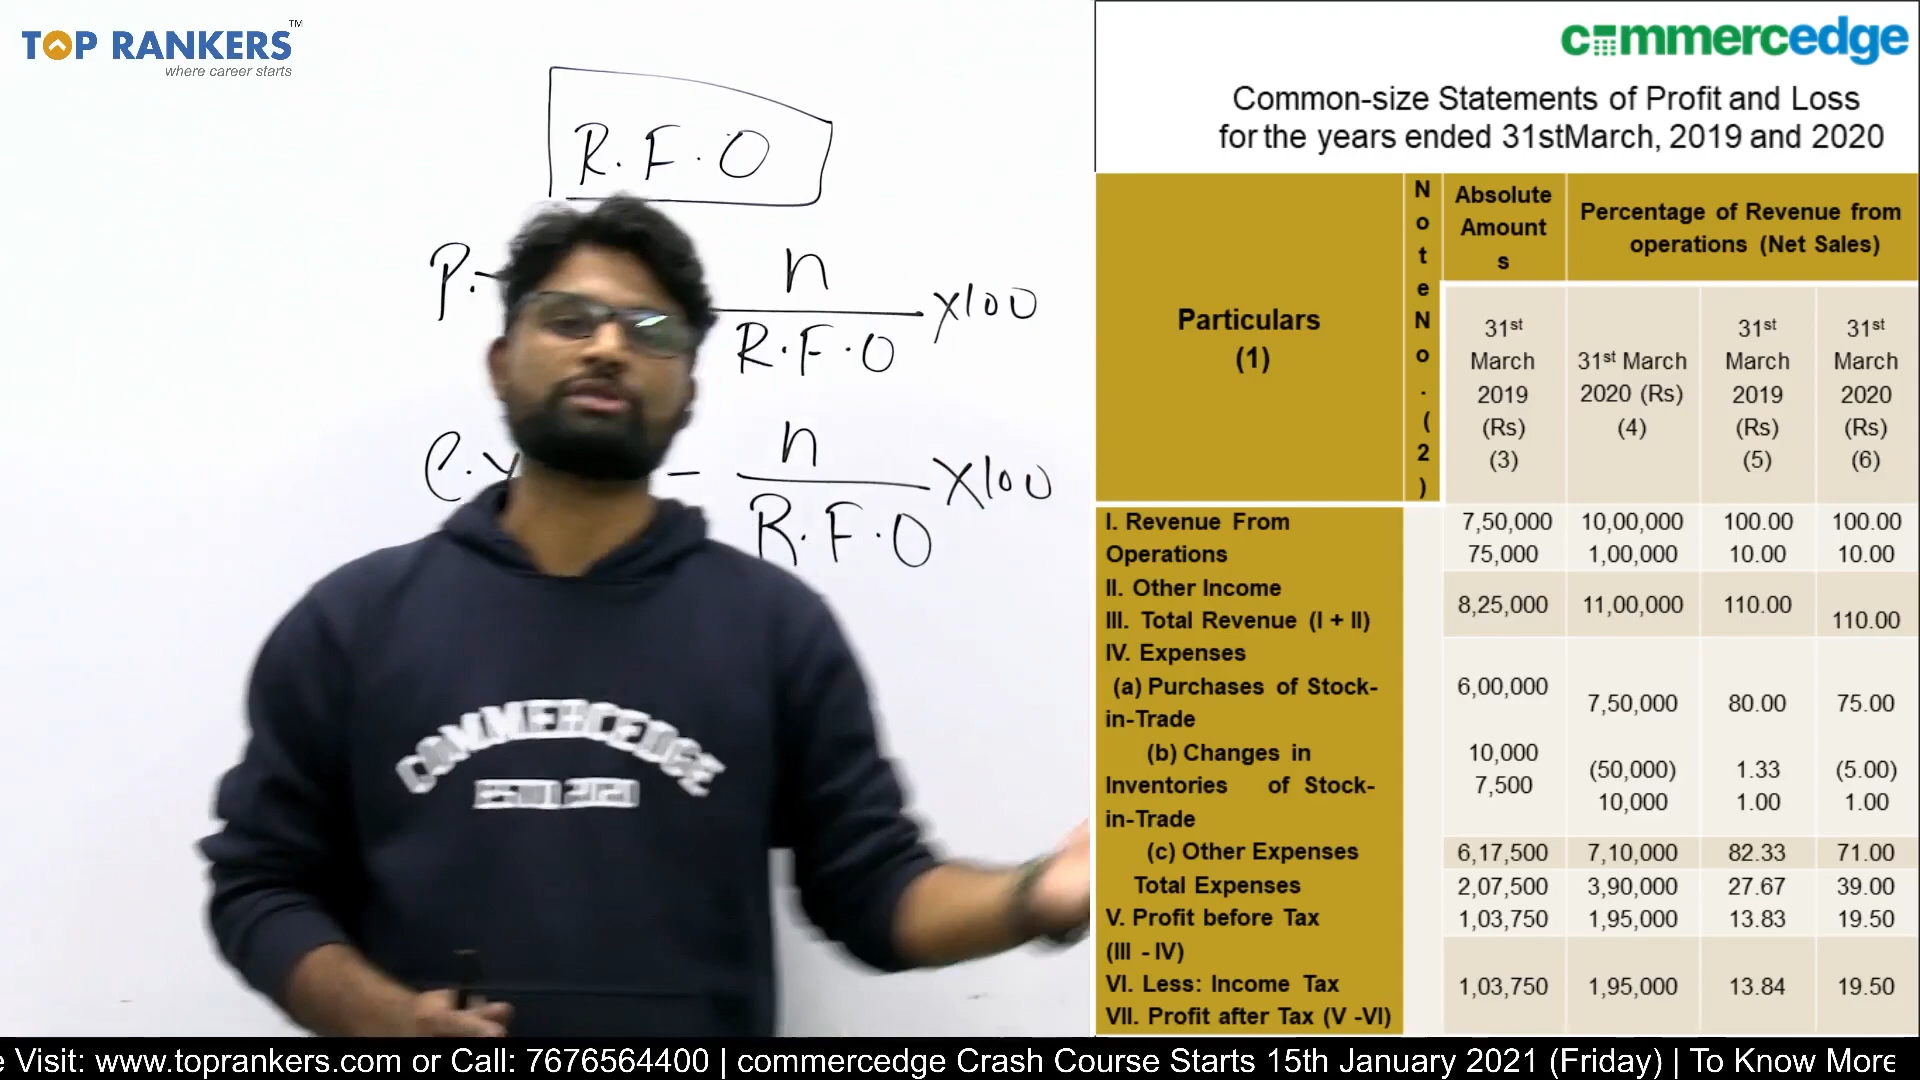 TOP RANKERS™
where career starts
R.F.O
P.
n
R.F.O
X100
C.Y
n
R.F.O
X100
COMMERCEDGE
commercedge
Common-size Statements of Profit and Loss
for the years ended 31stMarch, 2019 and 2020
Particulars
(1)
Note No. (2)
Absolute
Amount
s
Percentage of Revenue from
operations (Net Sales)
31st
March
2019
(Rs)
(3)
31st March
2020 (Rs)
(4)
31st
March
2019
(Rs)
(5)
31st
March
2020
(Rs)
(6)
I. Revenue From 7,50,000 10,00,000 100.00 100.00
Operations 75,000 1,00,000 10.00 10.00
II. Other Income
8,25,000 11,00,000 110.00
III. Total Revenue (I + II) 110.00
IV. Expenses
(a) Purchases of Stock- 6,00,000
7,50,000 80.00 75.00
in-Trade
(b) Changes in 10,000
(50,000) 1.33 (5.00)
Inventories of Stock- 7,500
10,000 1.00 1.00
in-Trade
(c) Other Expenses 6,17,500 7,10,000 82.33 71.00
Total Expenses 2,07,500 3,90,000 27.67 39.00
V. Profit before Tax 1,03,750 1,95,000 13.83 19.50
(III - IV)
VI. Less: Income Tax 1,03,750 1,95,000 13.84 19.50
VII. Profit after Tax (V -VI)
e Visit: www.toprankers.com or Call: 7676564400 | commercedge Crash Course Starts 15th January 2021 (Friday) | To Know More